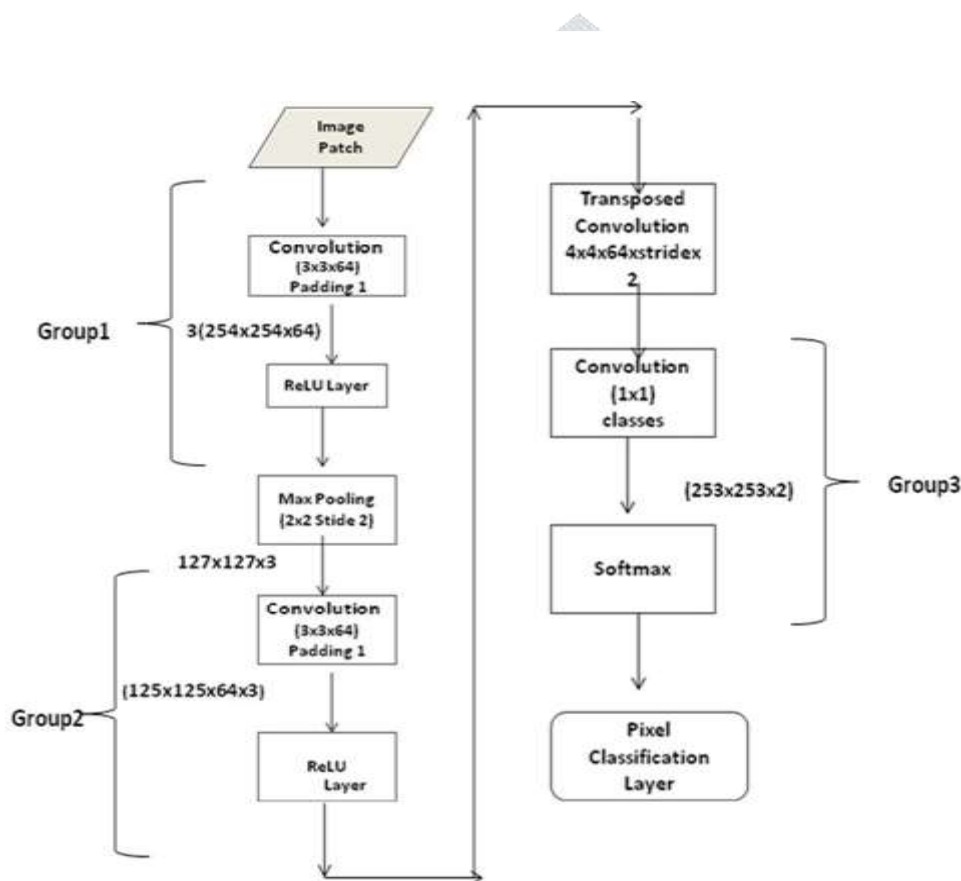 Image
Patch
Convolution
(3x3x64)
Padding 1
Group1
3(254x254x64)
ReLU Layer
Max Pooling
(2x2 Stide 2)
127x127x3
Convolution
(3x3x64)
Padding 1
(125x125x64x3)
Group2
ReLU
Layer
Transposed
Convolution
4x4x64xstridex
2
Convolution
(1x1)
classes
(253x253x2)
Group3
Softmax
Pixel
Classification
Layer